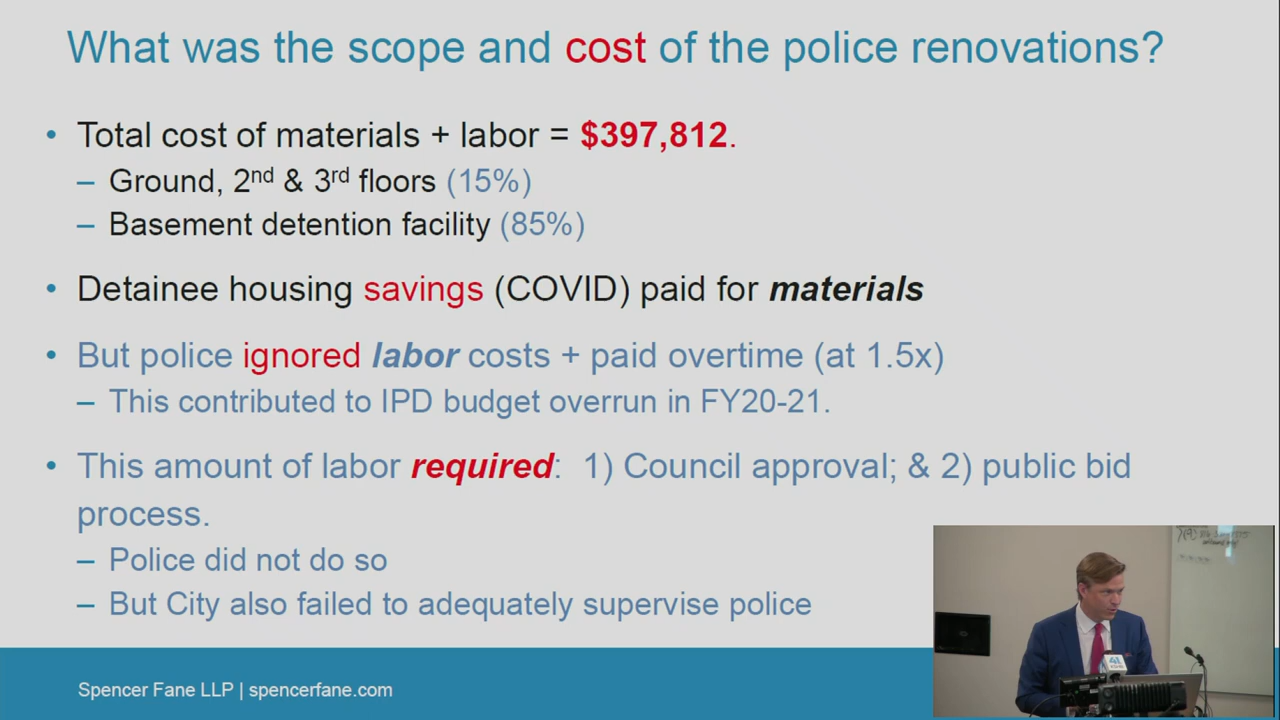 What was the scope and cost of the police renovations?
• Total cost of materials + labor = $397,812.
– Ground, 2nd & 3rd floors (15%)
– Basement detention facility (85%)
• Detainee housing savings (COVID) paid for materials
• But police ignored labor costs + paid overtime (at 1.5x)
– This contributed to IPD budget overrun in FY20-21.
• This amount of labor required: 1) Council approval; & 2) public bid
process.
– Police did not do so
– But City also failed to adequately supervise police
41
Spencer Fane LLP | spencerfane.com